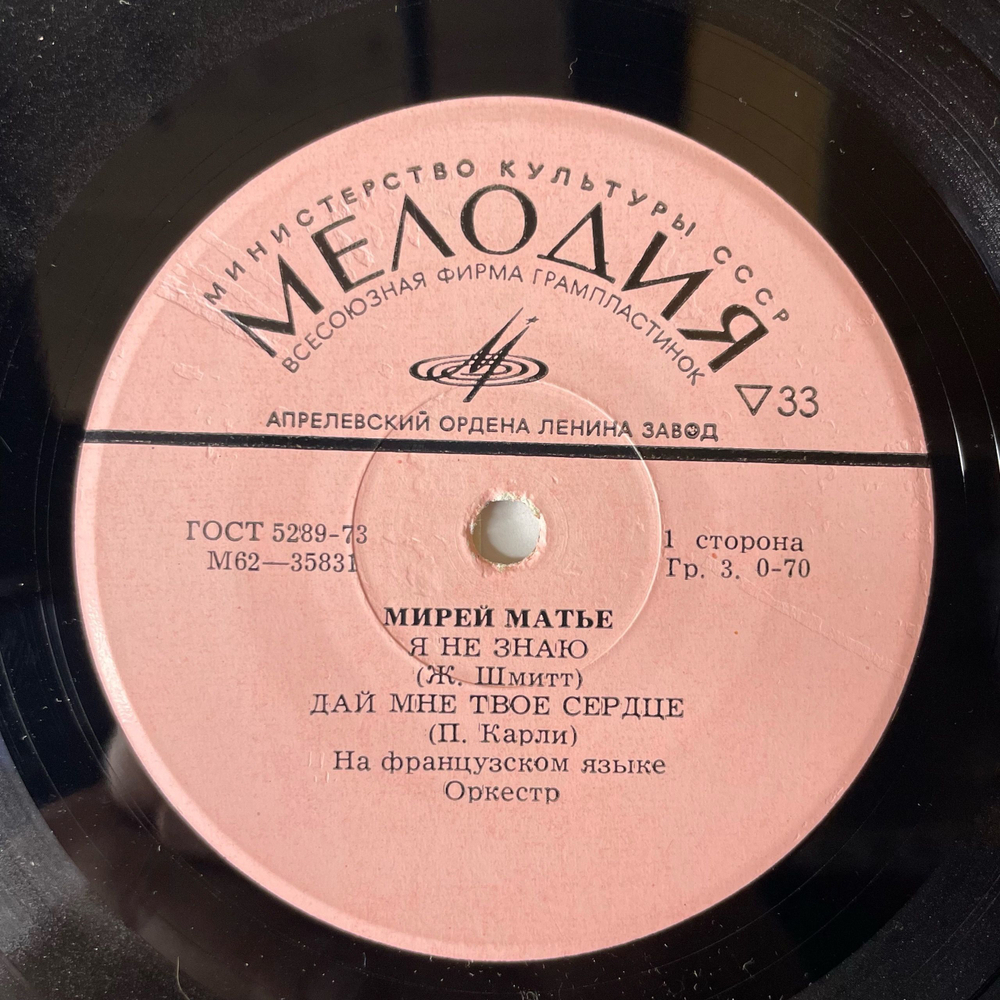 МИНИСТЕРСТВО КУЛЬТУРЫ СССР
МЕЛОДИЯ
ВСЕСОЮЗНАЯ ФИРМА ГРАМПЛАСТИНОК
▽33
АПРЕЛЕВСКИЙ ОРДЕНА ЛЕНИНА ЗАВОД
ГОСТ 5289-73
М62—35831
1 сторона
Гр. 3. 0-70
МИРЕЙ МАТЬЕ
Я НЕ ЗНАЮ
(Ж. Шмитт)
ДАЙ МНЕ ТВОЕ СЕРДЦЕ
(П. Карли)
На французском языке
Оркестр